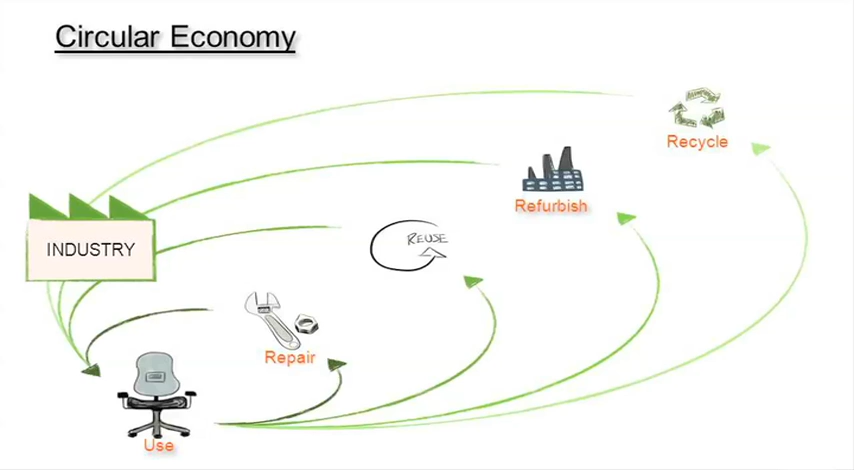 Circular Economy
Recycle
Refurbish
REUSE
INDUSTRY
Repair
Use